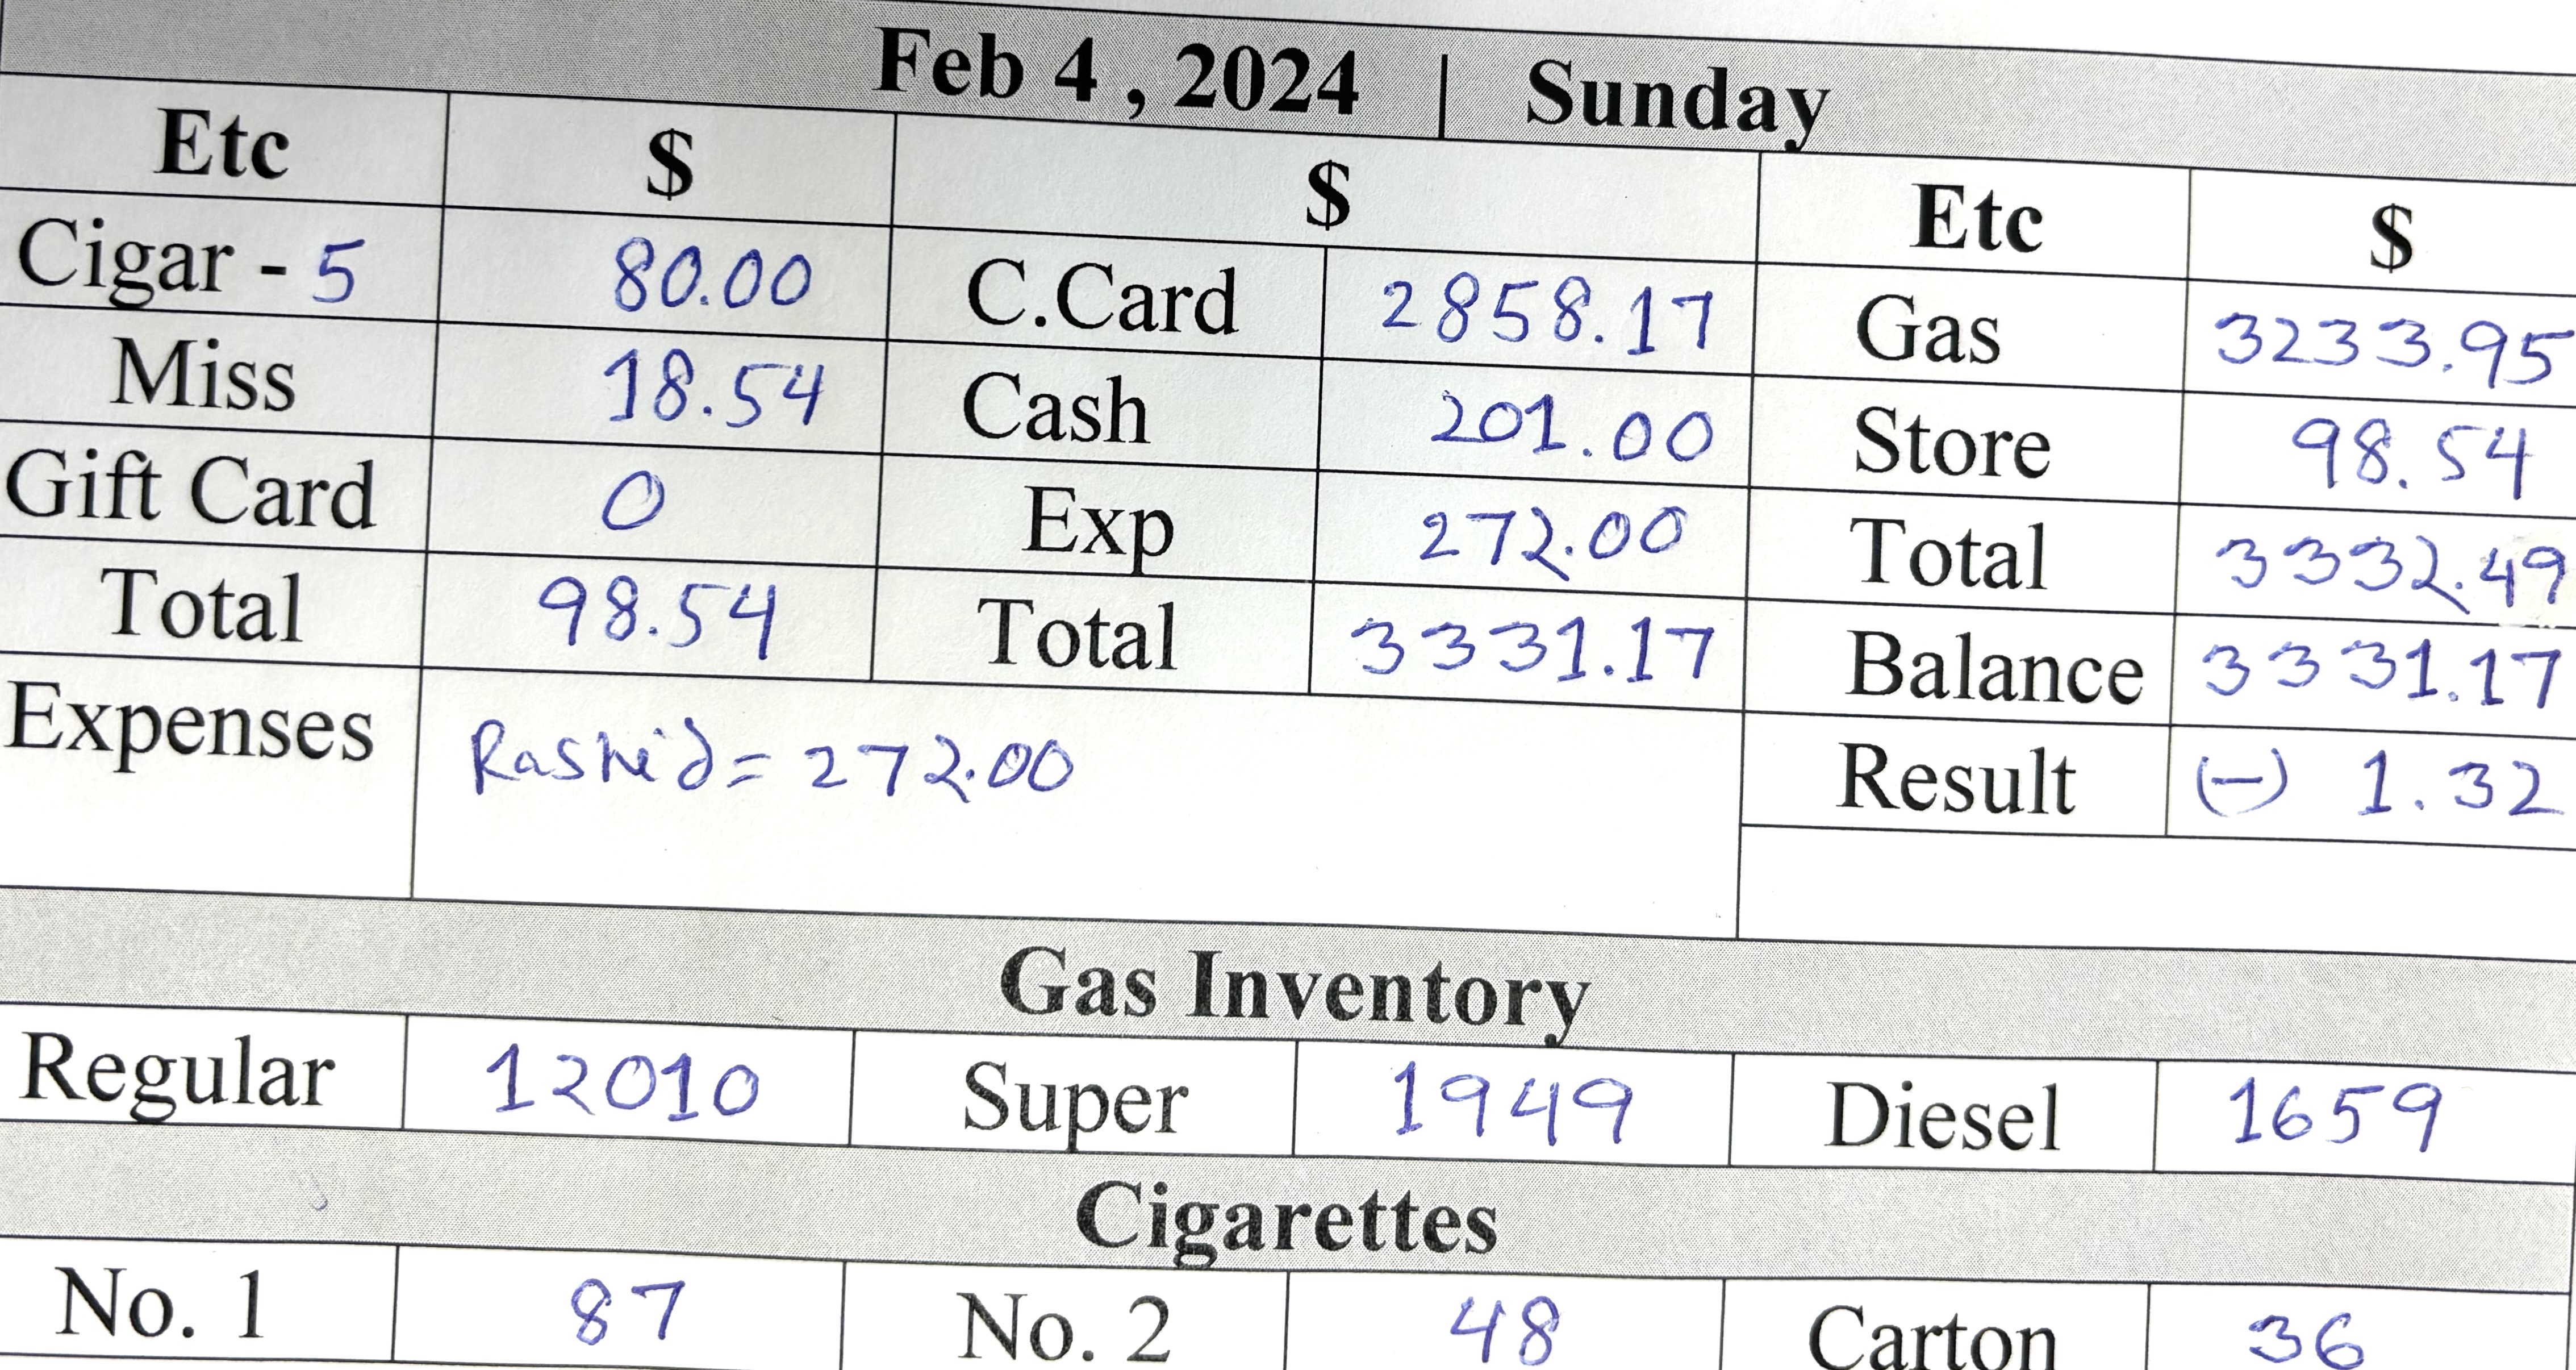 Feb 4 , 2024 | Sunday
Etc $ $ Etc $
Cigar - 5 80.00 C.Card 2858.17 Gas 3233.95
Miss 18.54 Cash 201.00 Store 98.54
Gift Card 0 Exp 272.00 Total 3332.49
Total 98.54 Total 3331.17 Balance 3331.17
Expenses Rashid = 272.00 Result (-) 1.32
Gas Inventory
Regular 12010 Super 1949 Diesel 1659
Cigarettes
No. 1 87 No. 2 48 Carton 36